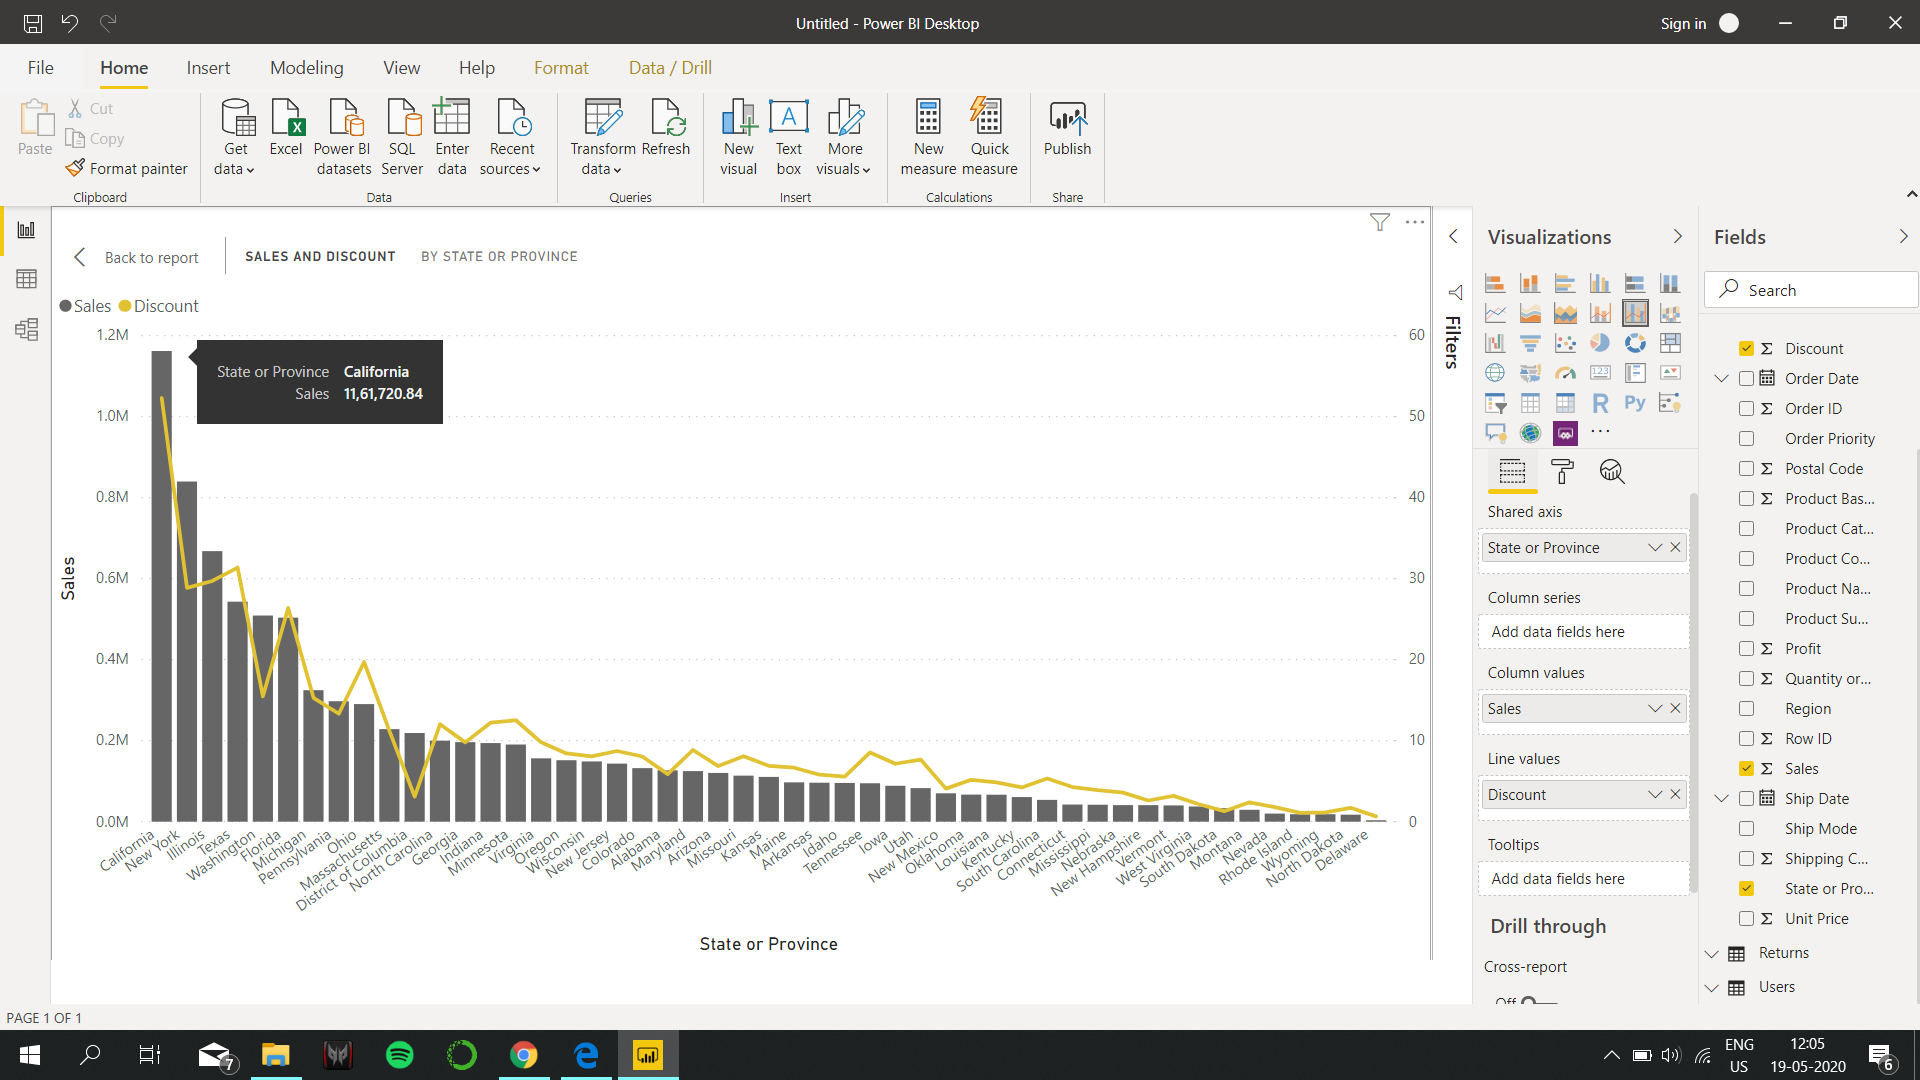 Untitled - Power BI Desktop
Sign in
File Home Insert Modeling View Help Format Data / Drill
Paste
Cut
Copy
Format painter
Clipboard
Get data
Excel
Power BI datasets
SQL Server
Enter data
Recent sources
Data
Transform data
Refresh
Queries
New visual
Text box
More visuals
Insert
New measure
Quick measure
Calculations
Publish
Share
Back to report
SALES AND DISCOUNT
BY STATE OR PROVINCE
Sales Discount
State or Province California
Sales 11,61,720.84
1.2M
1.0M
0.8M
0.6M
0.4M
0.2M
0.0M
Sales
60
50
40
30
20
10
0
California
New York
Illinois
Texas
Washington
Florida
Michigan
Pennsylvania
Ohio
Massachusetts
District of Columbia
North Carolina
Georgia
Indiana
Minnesota
Virginia
Oregon
Wisconsin
New Jersey
Colorado
Alabama
Maryland
Arizona
Missouri
Kansas
Maine
Arkansas
Idaho
Tennessee
Iowa
Utah
New Mexico
Oklahoma
Louisiana
Kentucky
South Carolina
Connecticut
Mississippi
Nebraska
New Hampshire
Vermont
West Virginia
South Dakota
Montana
Nevada
Rhode Island
Wyoming
North Dakota
Delaware
State or Province
Filters
Visualizations
123
R
Py
Shared axis
State or Province
Column series
Add data fields here
Column values
Sales
Line values
Discount
Tooltips
Add data fields here
Drill through
Cross-report
Off
Fields
Search
Σ Discount
Order Date
Σ Order ID
Order Priority
Σ Postal Code
Σ Product Bas...
Product Cat...
Product Co...
Product Na...
Product Su...
Σ Profit
Σ Quantity or...
Region
Σ Row ID
Σ Sales
Ship Date
Ship Mode
Σ Shipping C...
State or Pro...
Σ Unit Price
Returns
Users
PAGE 1 OF 1
7
ENG
US
12:05
19-05-2020
6